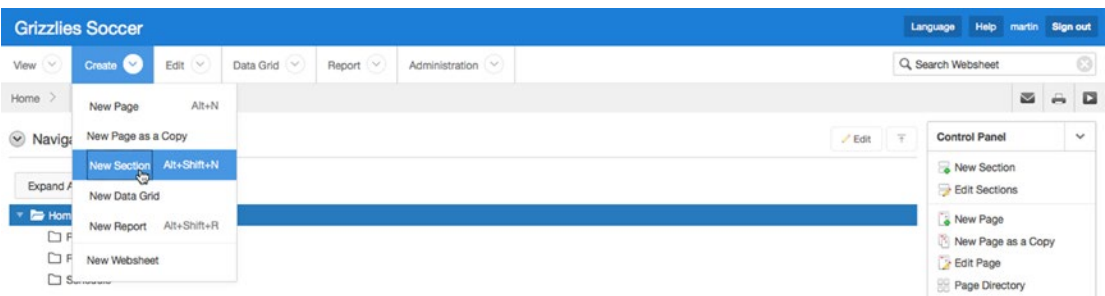 Grizzlies Soccer
Language Help martin Sign out
View Create Edit Data Grid Report Administration
Search Websheet
Home
New Page Alt+N
New Page as a Copy
New Section Alt+Shift+N
New Data Grid
New Report Alt+Shift+R
New Websheet
Edit
Expand
Control Panel
New Section
Edit Sections
New Page
New Page as a Copy
Edit Page
Page Directory